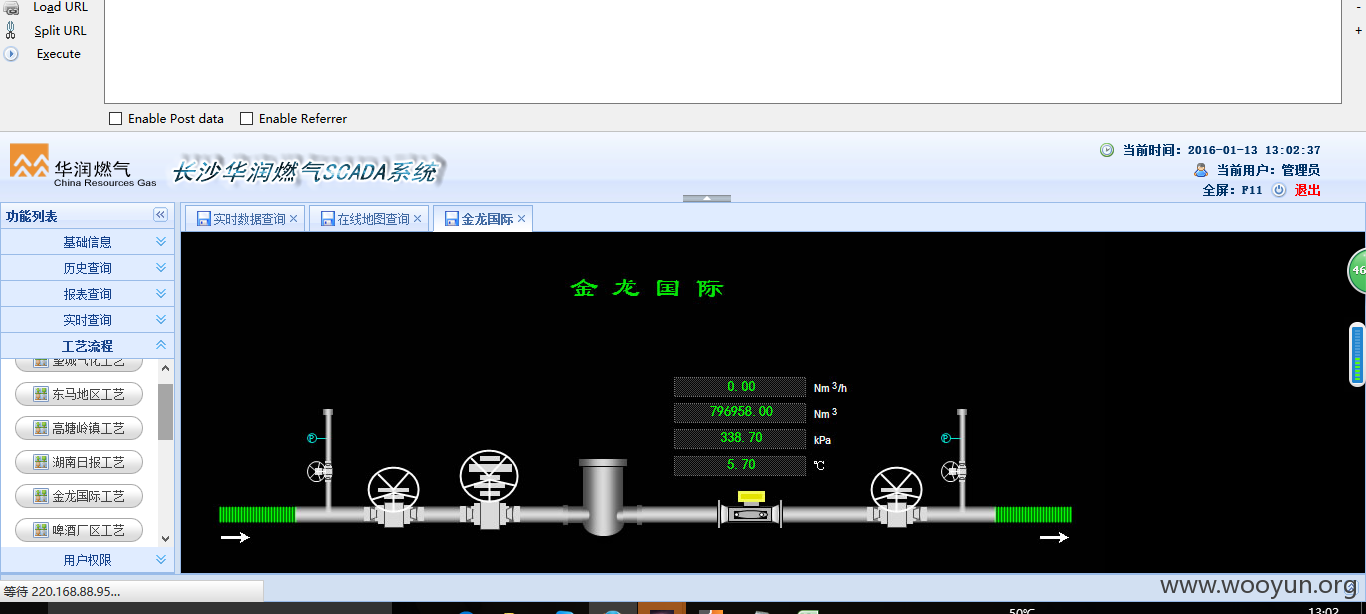 Load URL
-
Split URL
+
Execute
Enable Post data
Enable Referrer
华润燃气
China Resources Gas
长沙华润燃气SCADA系统
当前时间：2016-01-13 13:02:37
当前用户：管理员
全屏：F11 退出
功能列表
实时数据查询
在线地图查询
金龙国际
基础信息
历史查询
报表查询
实时查询
工艺流程
望城气化工艺
东马地区工艺
高塘岭镇工艺
湖南日报工艺
金龙国际工艺
啤酒厂区工艺
用户权限
金龙国际
0.00 Nm3/h
796958.00 Nm3
338.70 kPa
5.70 ℃
P
P
46
等待 220.168.88.95...
www.wooyun.org
50℃
13:02